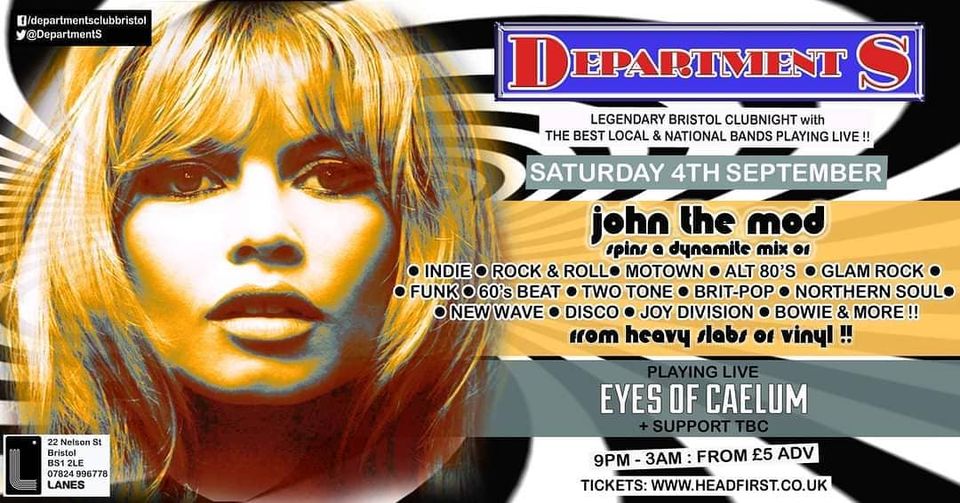 f/departmentsclubbristol
@DepartmentS
DEPARTMENT S
LEGENDARY BRISTOL CLUBNIGHT with
THE BEST LOCAL & NATIONAL BANDS PLAYING LIVE !!
SATURDAY 4TH SEPTEMBER
john the mod
spins a dynamite mix of
● INDIE ● ROCK & ROLL ● MOTOWN ● ALT 80'S ● GLAM ROCK ●
● FUNK ● 60's BEAT ● TWO TONE ● BRIT-POP ● NORTHERN SOUL ●
● NEW WAVE ● DISCO ● JOY DIVISION ● BOWIE & MORE !!
from heavy slabs of vinyl !!
PLAYING LIVE
EYES OF CAELUM
+ SUPPORT TBC
9PM - 3AM : FROM £5 ADV
TICKETS: WWW.HEADFIRST.CO.UK
22 Nelson St
Bristol
BS1 2LE
07824 996778
LANES